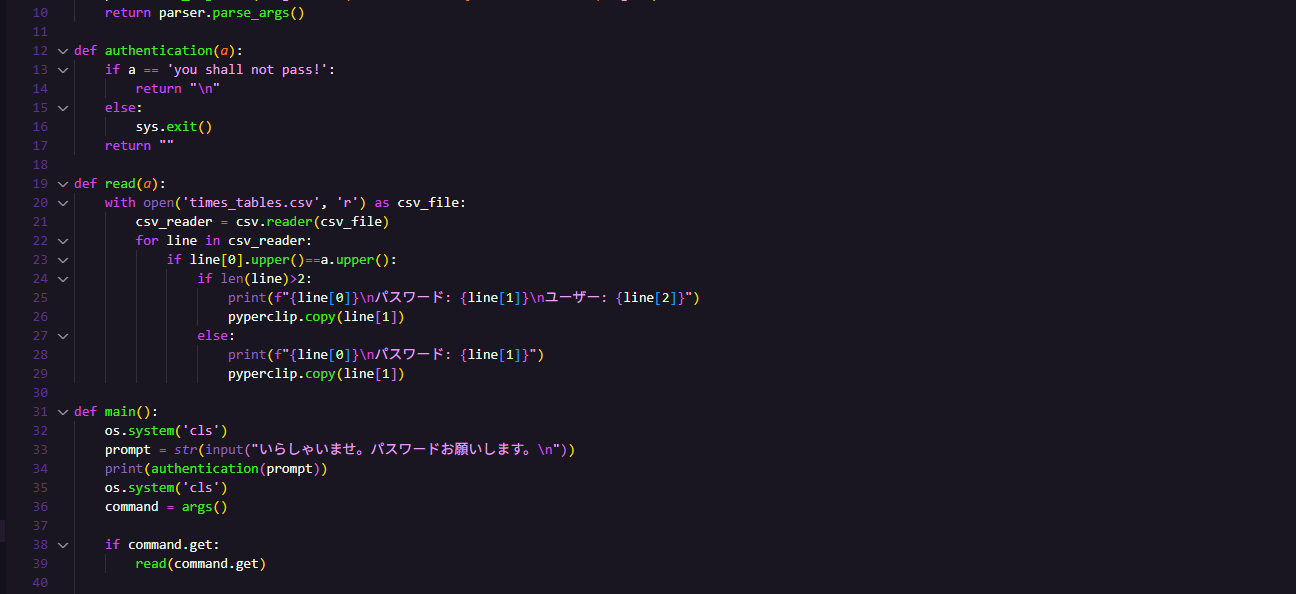 10 return parser.parse_args()
11
12 def authentication(a):
13 if a == 'you shall not pass!':
14 return "\n"
15 else:
16 sys.exit()
17 return ""
18
19 def read(a):
20 with open('times_tables.csv', 'r') as csv_file:
21 csv_reader = csv.reader(csv_file)
22 for line in csv_reader:
23 if line[0].upper()==a.upper():
24 if len(line)>2:
25 print(f"{line[0]}\nパスワード: {line[1]}\nユーザー: {line[2]}")
26 pyperclip.copy(line[1])
27 else:
28 print(f"{line[0]}\nパスワード: {line[1]}")
29 pyperclip.copy(line[1])
30
31 def main():
32 os.system('cls')
33 prompt = str(input("いらしゃいませ。パスワードお願いします。\n"))
34 print(authentication(prompt))
35 os.system('cls')
36 command = args()
37
38 if command.get:
39 read(command.get)
40